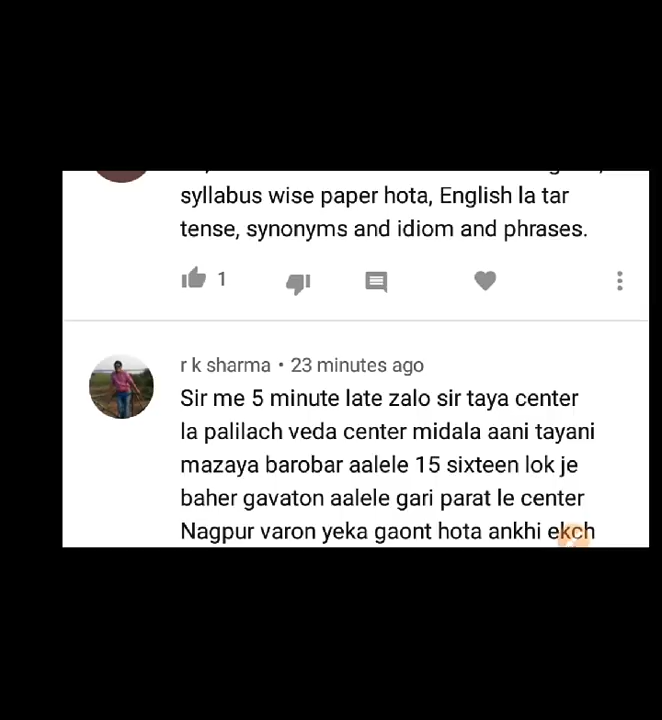 syllabus wise paper hota, English la tar
tense, synonyms and idiom and phrases.
1
r k sharma • 23 minutes ago
Sir me 5 minute late zalo sir taya center
la palilach veda center midala aani tayani
mazaya barobar aalele 15 sixteen lok je
baher gavaton aalele gari parat le center
Nagpur varon yeka gaont hota ankhi ekch